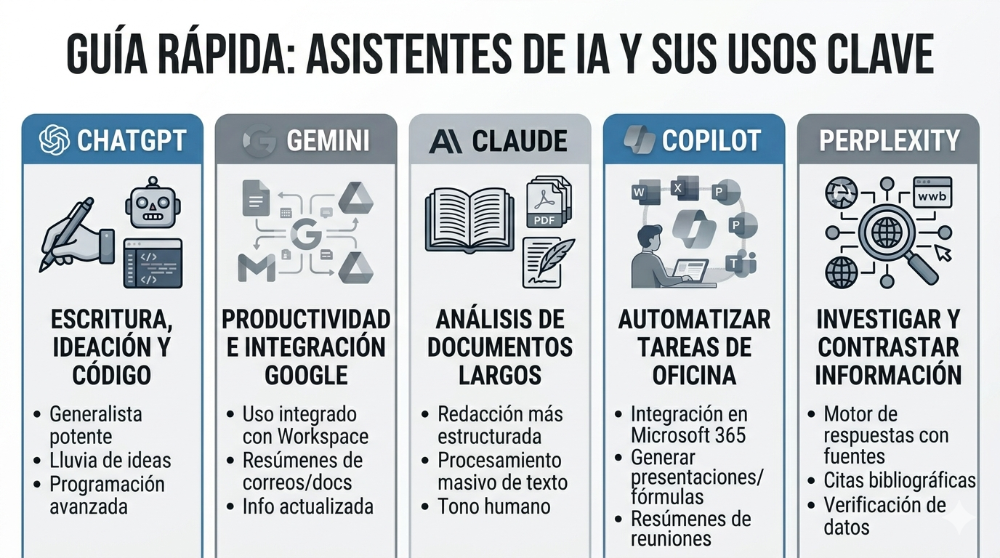 GUÍA RÁPIDA: ASISTENTES DE IA Y SUS USOS CLAVE
CHATGPT
ESCRITURA,
IDEACIÓN Y
CÓDIGO
• Generalista
potente
• Lluvia de ideas
• Programación
avanzada
GEMINI
PRODUCTIVIDAD
E INTEGRACIÓN
GOOGLE
• Uso integrado
con Workspace
• Resúmenes de
correos/docs
• Info actualizada
CLAUDE
PDF
ANÁLISIS DE
DOCUMENTOS
LARGOS
• Redacción más
estructurada
• Procesamiento
masivo de texto
• Tono humano
COPILOT
W
X
P
P
T
AUTOMATIZAR
TAREAS DE
OFICINA
• Integración en
Microsoft 365
• Generar
presentaciones/
fórmulas
• Resúmenes de
reuniones
PERPLEXITY
wwb
INVESTIGAR Y
CONTRASTAR
INFORMACIÓN
• Motor de
respuestas con
fuentes
• Citas bibliográficas
• Verificación de
datos